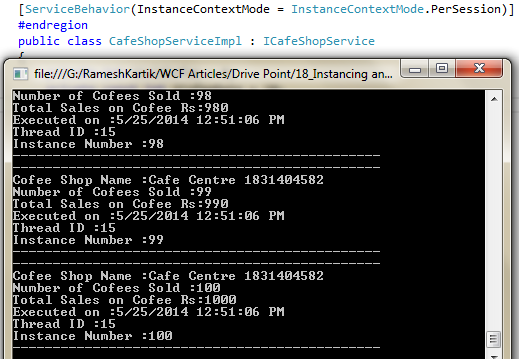 [ServiceBehavior(InstanceContextMode = InstanceContextMode.PerSession)]
#endregion
public class CafeShopServiceImpl : ICafeShopService
{
file:///G:/RameshKartik/WCF Articles/Drive Point/18_Instancing an...
Number of Cofees Sold :98
Total Sales on Cofee Rs:980
Executed on :5/25/2014 12:51:06 PM
Thread ID :15
Instance Number :98
--------------------------------------------------
--------------------------------------------------
Cofee Shop Name :Cafe Centre 1831404582
Number of Cofees Sold :99
Total Sales on Cofee Rs:990
Executed on :5/25/2014 12:51:06 PM
Thread ID :15
Instance Number :99
--------------------------------------------------
--------------------------------------------------
Cofee Shop Name :Cafe Centre 1831404582
Number of Cofees Sold :100
Total Sales on Cofee Rs:1000
Executed on :5/25/2014 12:51:06 PM
Thread ID :15
Instance Number :100
--------------------------------------------------